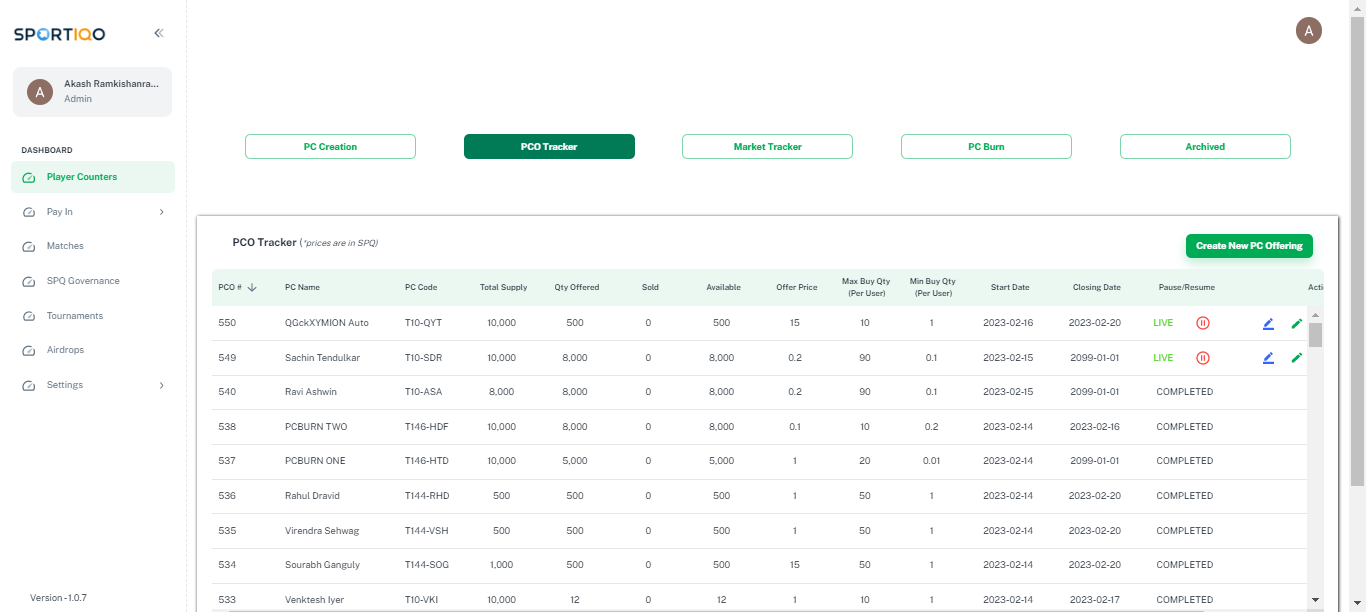 SPORTIQO
A
A
Akash Ramkishanra...
Admin
DASHBOARD
Player Counters
Pay In
Matches
SPQ Governance
Tournaments
Airdrops
Settings
Version -1.0.7
PC Creation
PCO Tracker
Market Tracker
PC Burn
Archived
PCO Tracker (*prices are in SPQ)
Create New PC Offering
PCO # PC Name PC Code Total Supply Qty Offered Sold Available Offer Price Max Buy Qty (Per User) Min Buy Qty (Per User) Start Date Closing Date Pause/Resume Acti
550 QGckXYMION Auto T10-QYT 10,000 500 0 500 15 10 1 2023-02-16 2023-02-20 LIVE
549 Sachin Tendulkar T10-SDR 10,000 8,000 0 8,000 0.2 90 0.1 2023-02-15 2099-01-01 LIVE
540 Ravi Ashwin T10-ASA 8,000 8,000 0 8,000 0.2 90 0.1 2023-02-15 2099-01-01 COMPLETED
538 PCBURN TWO T146-HDF 10,000 8,000 0 8,000 0.1 10 0.2 2023-02-14 2023-02-16 COMPLETED
537 PCBURN ONE T146-HTD 10,000 5,000 0 5,000 1 20 0.01 2023-02-14 2099-01-01 COMPLETED
536 Rahul Dravid T144-RHD 500 500 0 500 1 50 1 2023-02-14 2023-02-20 COMPLETED
535 Virendra Sehwag T144-VSH 500 500 0 500 1 50 1 2023-02-14 2023-02-20 COMPLETED
534 Sourabh Ganguly T144-SOG 1,000 500 0 500 15 50 1 2023-02-14 2023-02-20 COMPLETED
533 Venktesh Iyer T10-VKI 10,000 12 0 12 1 10 1 2023-02-14 2023-02-17 COMPLETED